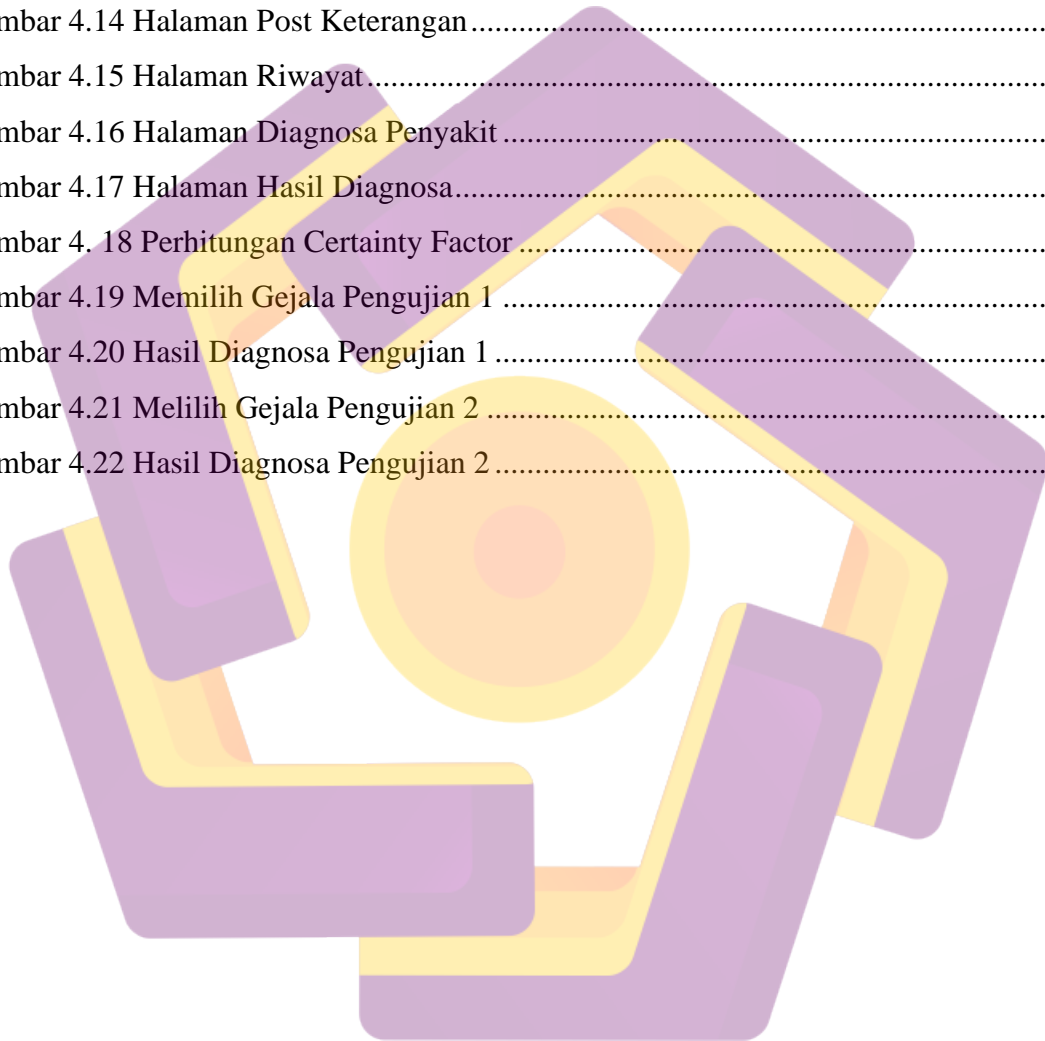 mbar 4.14 Halaman Post Keterangan........................................................................................
mbar 4.15 Halaman Riwayat........................................................................................
mbar 4.16 Halaman Diagnosa Penyakit........................................................................................
mbar 4.17 Halaman Hasil Diagnosa........................................................................................
mbar 4. 18 Perhitungan Certainty Factor........................................................................................
mbar 4.19 Memilih Gejala Pengujian 1........................................................................................
mbar 4.20 Hasil Diagnosa Pengujian 1........................................................................................
mbar 4.21 Melilih Gejala Pengujian 2........................................................................................
mbar 4.22 Hasil Diagnosa Pengujian 2........................................................................................